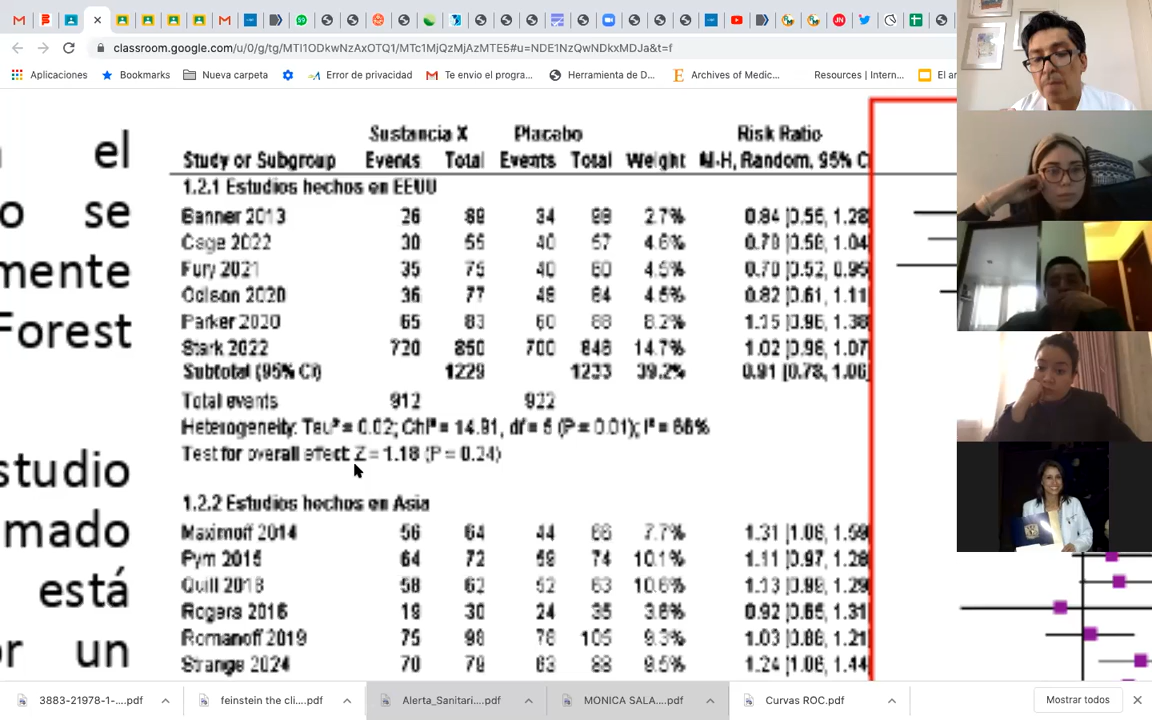 classroom.google.com/u/0/g/tg/MTI1ODkwNzAxOTQ1/MTc1MjQzMjAzMTE5#u=NDE1NzQwNDkxMDJa&t=f
Aplicaciones Bookmarks Nueva carpeta Error de privacidad Te envio el progra... Herramienta de D... Archives of Medic... Resources | Intern... El ar
el
se
mente
Forest
studio
mado
está
or un
Sustancia X Placebo Risk Ratio
Study or Subgroup Events Total Events Total Weight M-H, Random, 95% C
1.2.1 Estudios hechos en EEUU
Banner 2013 26 89 34 98 2.7% 0.84 [0.55, 1.28
Cage 2022 30 55 40 57 4.6% 0.78 [0.58, 1.04
Fury 2021 35 75 40 60 4.5% 0.70 [0.52, 0.95
Ocison 2020 36 77 48 84 4.5% 0.82 [0.61, 1.11
Parker 2020 65 83 60 88 8.2% 1.15 [0.96, 1.38
Stark 2022 720 850 700 846 14.7% 1.02 [0.98, 1.07
Subtotal (95% CI) 1229 1233 39.2% 0.91 [0.78, 1.06]
Total events 912 922
Heterogeneity: Tau² = 0.02; Chi² = 14.91, df = 5 (P = 0.01); I² = 66%
Test for overall effect: Z = 1.18 (P = 0.24)
1.2.2 Estudios hechos en Asia
Maximoff 2014 56 64 44 66 7.7% 1.31 [1.08, 1.59
Pym 2015 64 72 59 74 10.1% 1.11 [0.97, 1.28
Quill 2018 58 62 52 63 10.6% 1.13 [0.99, 1.29
Rogers 2016 19 30 24 35 3.6% 0.92 [0.65, 1.31
Romanoff 2019 75 98 78 105 9.3% 1.03 [0.88, 1.21
Strange 2024 70 79 63 88 9.5% 1.24 [1.06, 1.44
3883-21978-1-....pdf feinstein the cli....pdf Alerta_Sanitari....pdf MONICA SALA....pdf Curvas ROC.pdf Mostrar todos